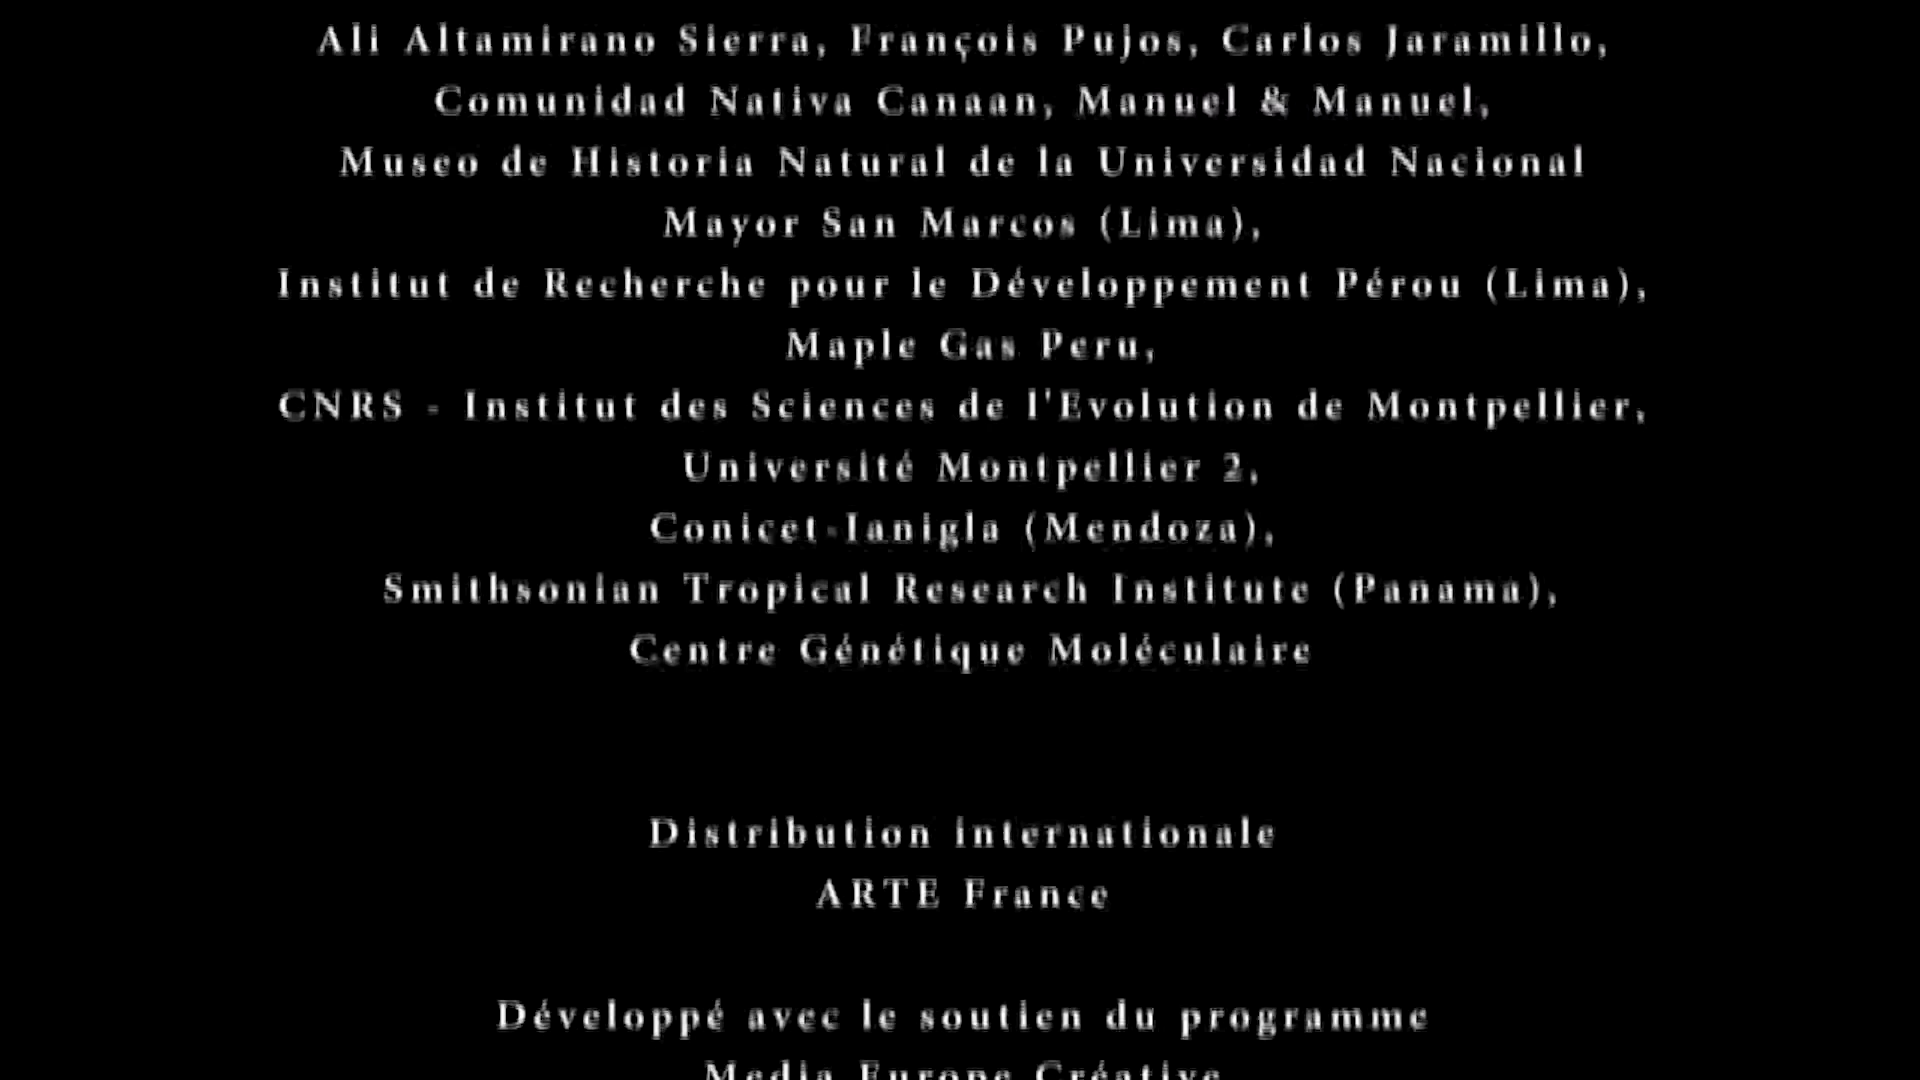 Ali Altamirano Sierra, François Pujos, Carlos Jaramillo,
Comunidad Nativa Canaan, Manuel & Manuel,
Museo de Historia Natural de la Universidad Nacional
Mayor San Marcos (Lima),
Institut de Recherche pour le Développement Pérou (Lima),
Maple Gas Peru,
CNRS - Institut des Sciences de l'Evolution de Montpellier,
Université Montpellier 2,
Conicet-Ianigla (Mendoza),
Smithsonian Tropical Research Institute (Panama),
Centre Génétique Moléculaire
Distribution internationale
ARTE France
Développé avec le soutien du programme
Media Europe Créative